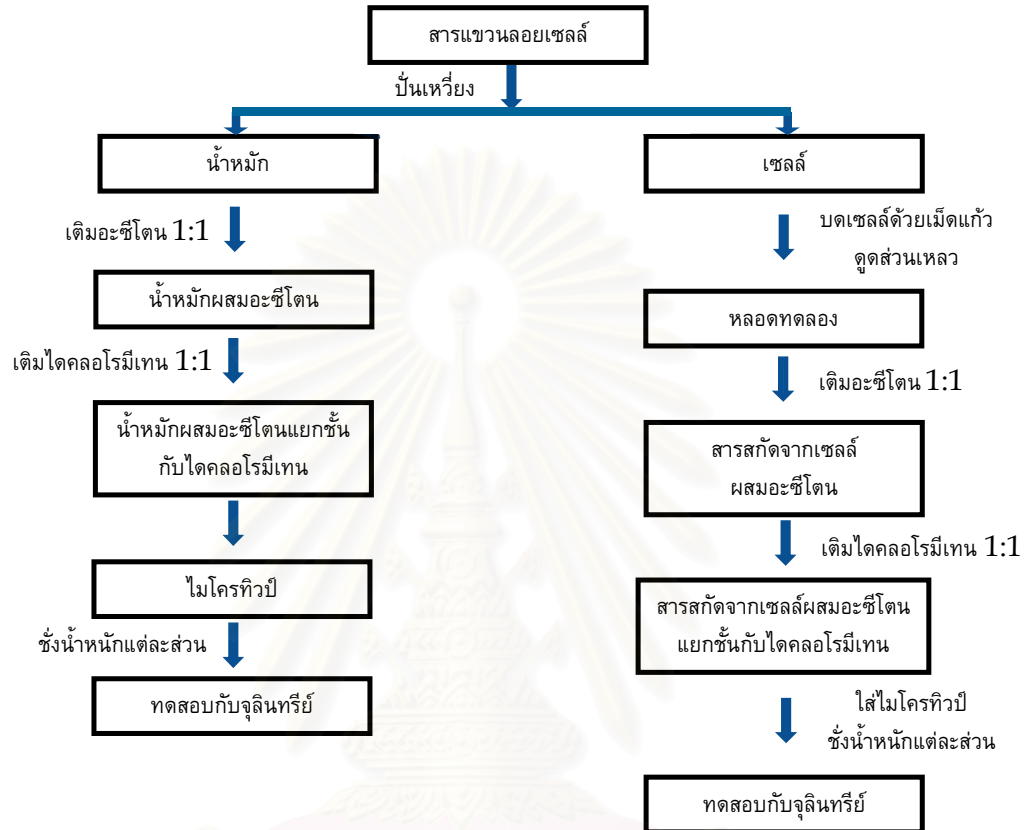 สารแขวนลอยเซลล์
ปั่นเหวี่ยง
น้ำหมัก
เติมอะซีโตน 1:1
น้ำหมักผสมอะซีโตน
เติมไดคลอโรมีเทน 1:1
น้ำหมักผสมอะซีโตนแยกชั้น
กับไดคลอโรมีเทน
ไมโครทิวป์
ชั่งน้ำหนักแต่ละส่วน
ทดสอบกับจุลินทรีย์
เซลล์
บดเซลล์ด้วยเม็ดแก้ว
ดูดส่วนเหลว
หลอดทดลอง
เติมอะซีโตน 1:1
สารสกัดจากเซลล์
ผสมอะซีโตน
เติมไดคลอโรมีเทน 1:1
สารสกัดจากเซลล์ผสมอะซีโตน
แยกชั้นกับไดคลอโรมีเทน
ใส่ไมโครทิวป์
ชั่งน้ำหนักแต่ละส่วน
ทดสอบกับจุลินทรีย์